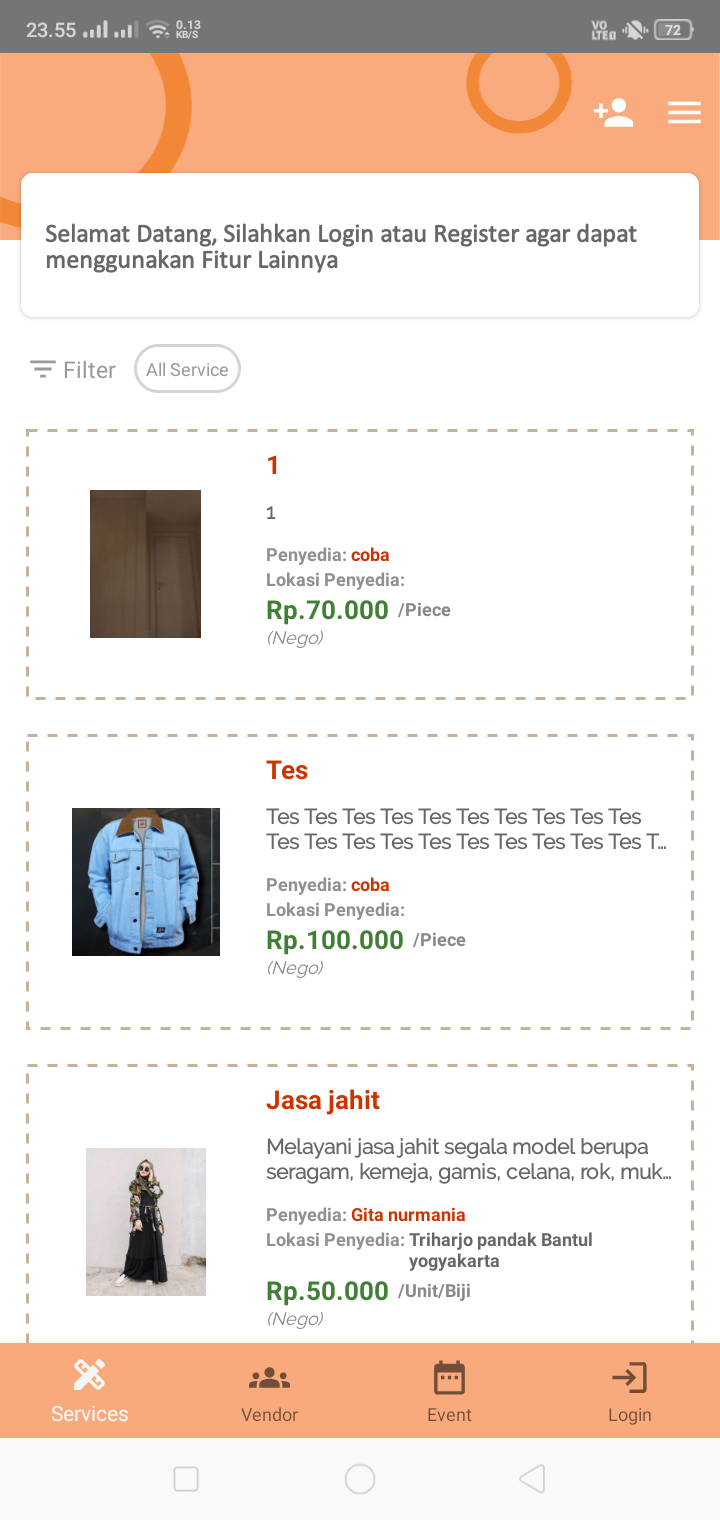 23.55
0.13
KB/S
VO
LTE
72
Selamat Datang, Silahkan Login atau Register agar dapat
menggunakan Fitur Lainnya
Filter
All Service
1
1
Penyedia: coba
Lokasi Penyedia:
Rp.70.000 /Piece
(Nego)
Tes
Tes Tes Tes Tes Tes Tes Tes Tes Tes Tes
Tes Tes Tes Tes Tes Tes Tes Tes Tes Tes T...
Penyedia: coba
Lokasi Penyedia:
Rp.100.000 /Piece
(Nego)
Jasa jahit
Melayani jasa jahit segala model berupa
seragam, kemeja, gamis, celana, rok, muk...
Penyedia: Gita nurmania
Lokasi Penyedia: Triharjo pandak Bantul
yogyakarta
Rp.50.000 /Unit/Biji
(Nego)
Services
Vendor
Event
Login